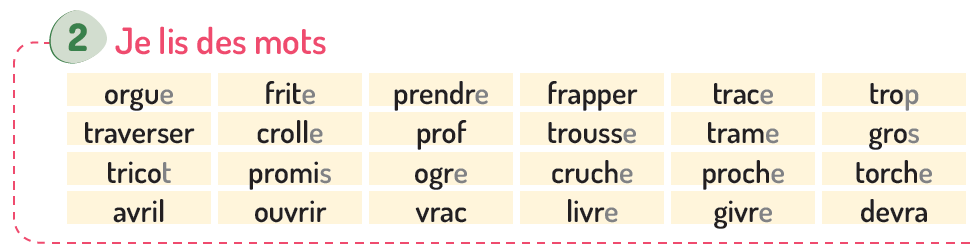 2 Je lis des mots
orgue frite prendre frapper trace trop
traverser crolle prof trousse trame gros
tricot promis ogre cruche proche torche
avril ouvrir vrac livre givre devra